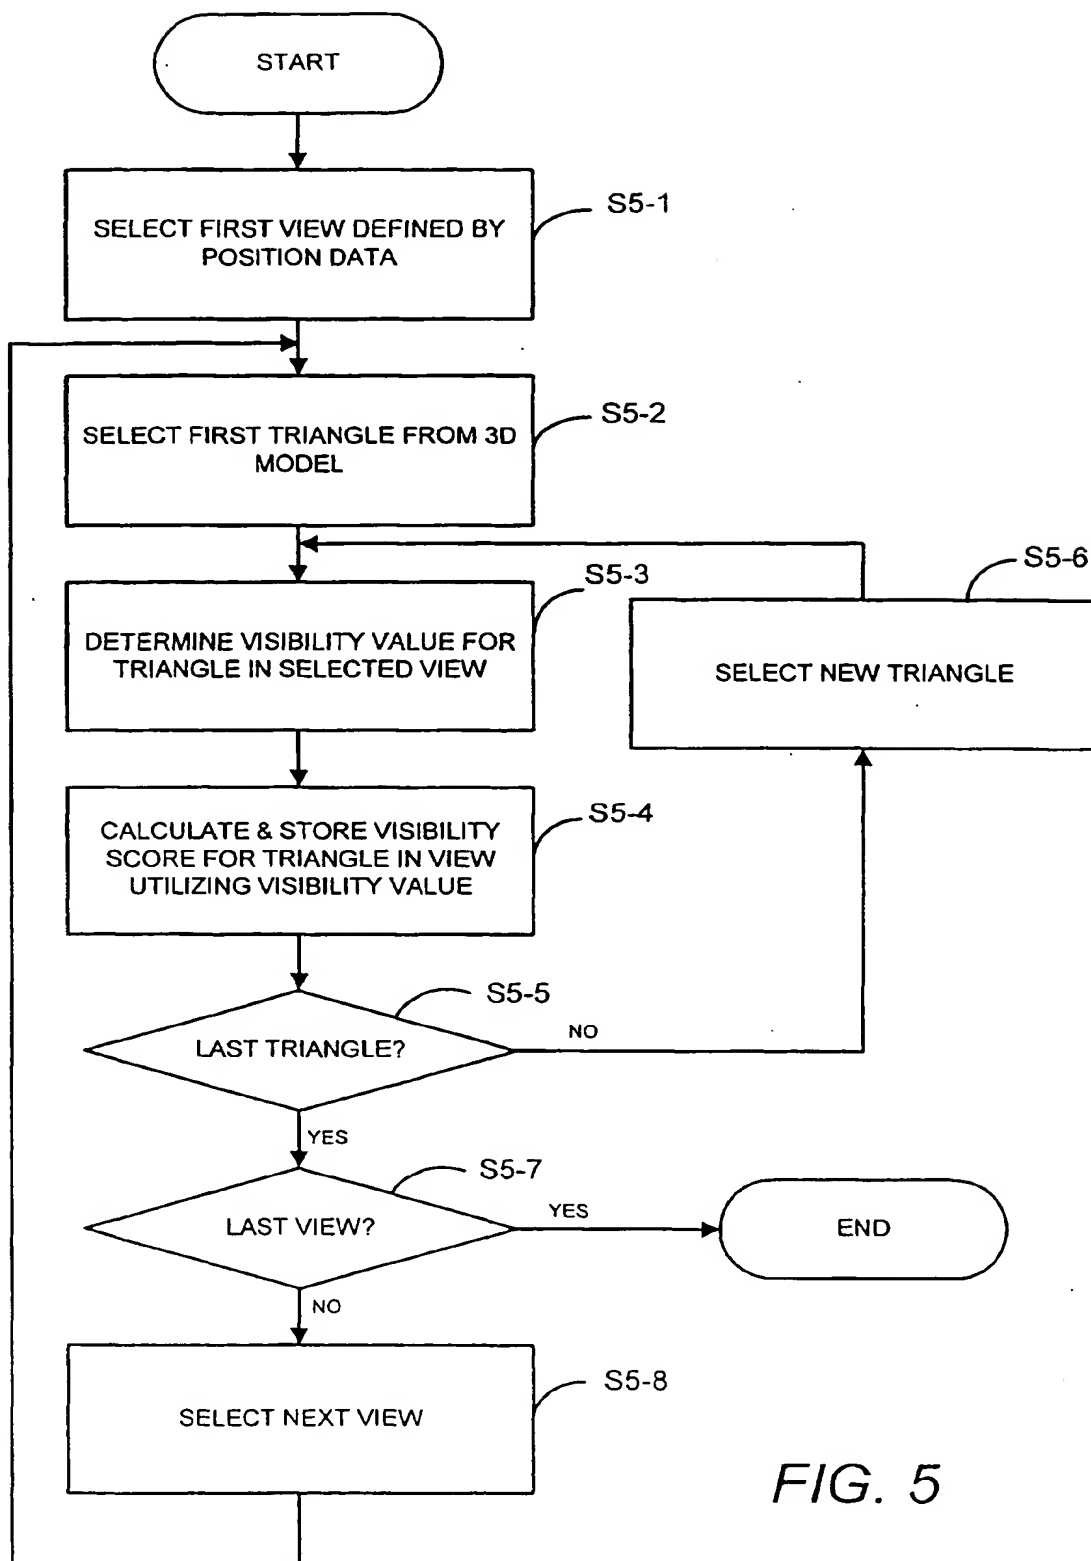 START
S5-1
SELECT FIRST VIEW DEFINED BY
POSITION DATA
S5-2
SELECT FIRST TRIANGLE FROM 3D
MODEL
S5-3
S5-6
DETERMINE VISIBILITY VALUE FOR
TRIANGLE IN SELECTED VIEW
SELECT NEW TRIANGLE
S5-4
CALCULATE & STORE VISIBILITY
SCORE FOR TRIANGLE IN VIEW
UTILIZING VISIBILITY VALUE
S5-5
LAST TRIANGLE?
NO
YES
S5-7
LAST VIEW?
YES
END
NO
S5-8
SELECT NEXT VIEW
FIG. 5